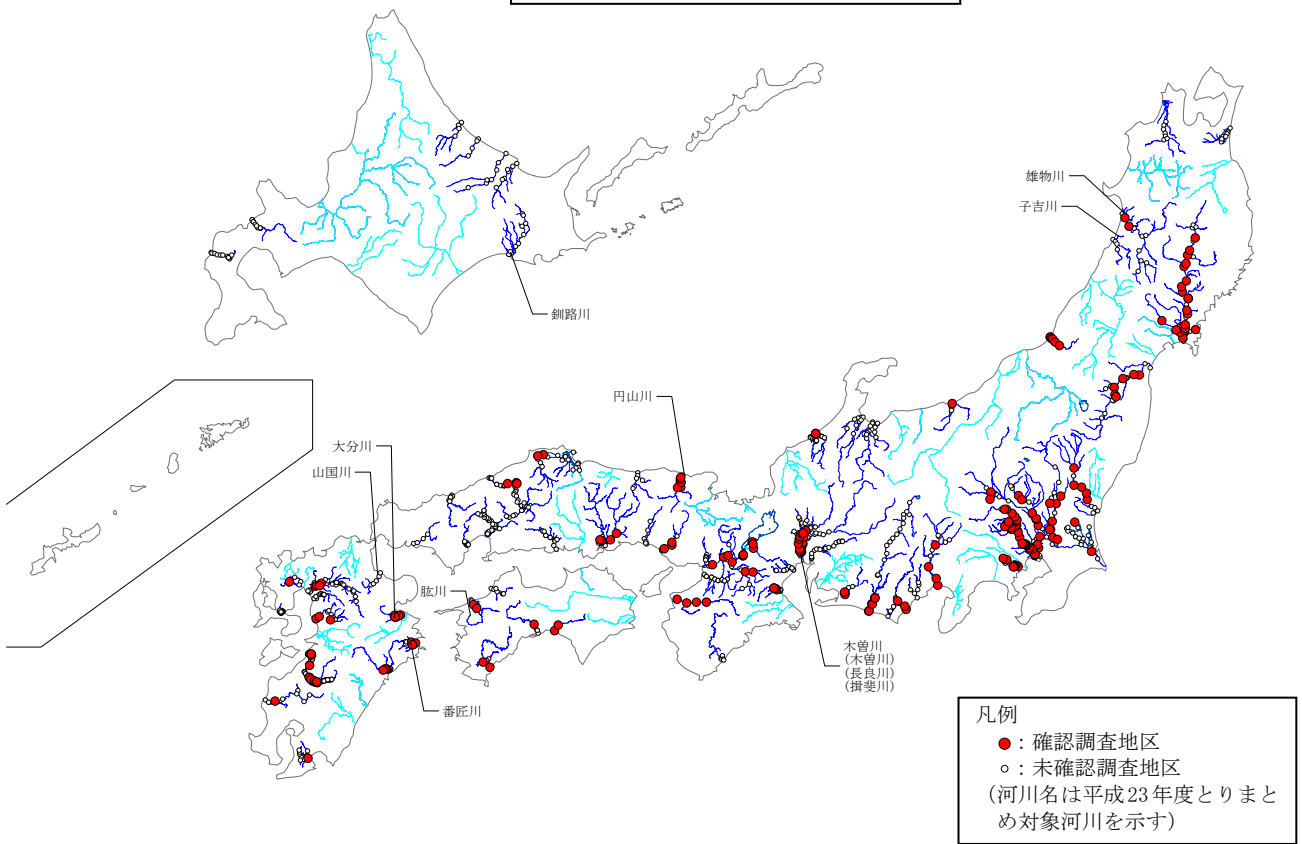 雄物川
子吉川
釧路川
円山川
大分川
山国川
肱川
木曽川
(木曽川)
(長良川)
(揖斐川)
番匠川
凡例
●：確認調査地区
○：未確認調査地区
(河川名は平成23年度とりまと
め対象河川を示す)